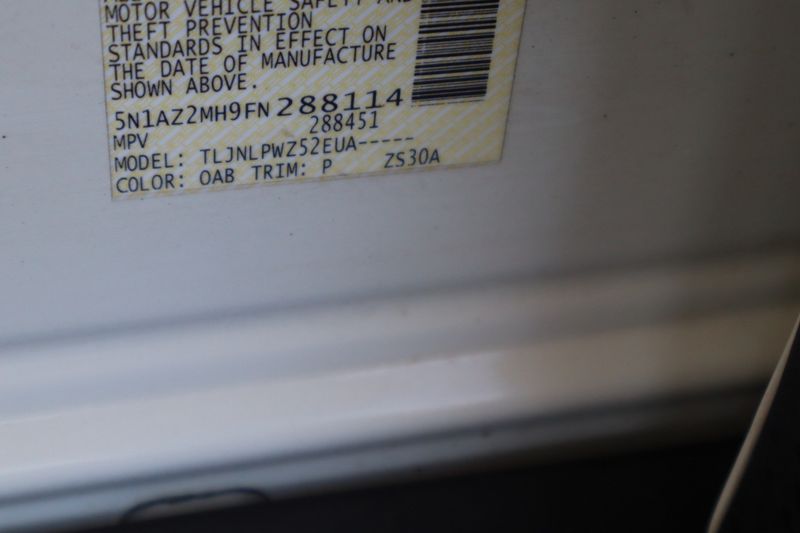 MOTOR VEHICLE SAFETY AND
THEFT PREVENTION
STANDARDS IN EFFECT ON
THE DATE OF MANUFACTURE
SHOWN ABOVE.
5N1AZ2MH9FN288114
288451
MPV
MODEL: TLJNLPWZ52EUA-----
COLOR: OAB TRIM: P ZS30A